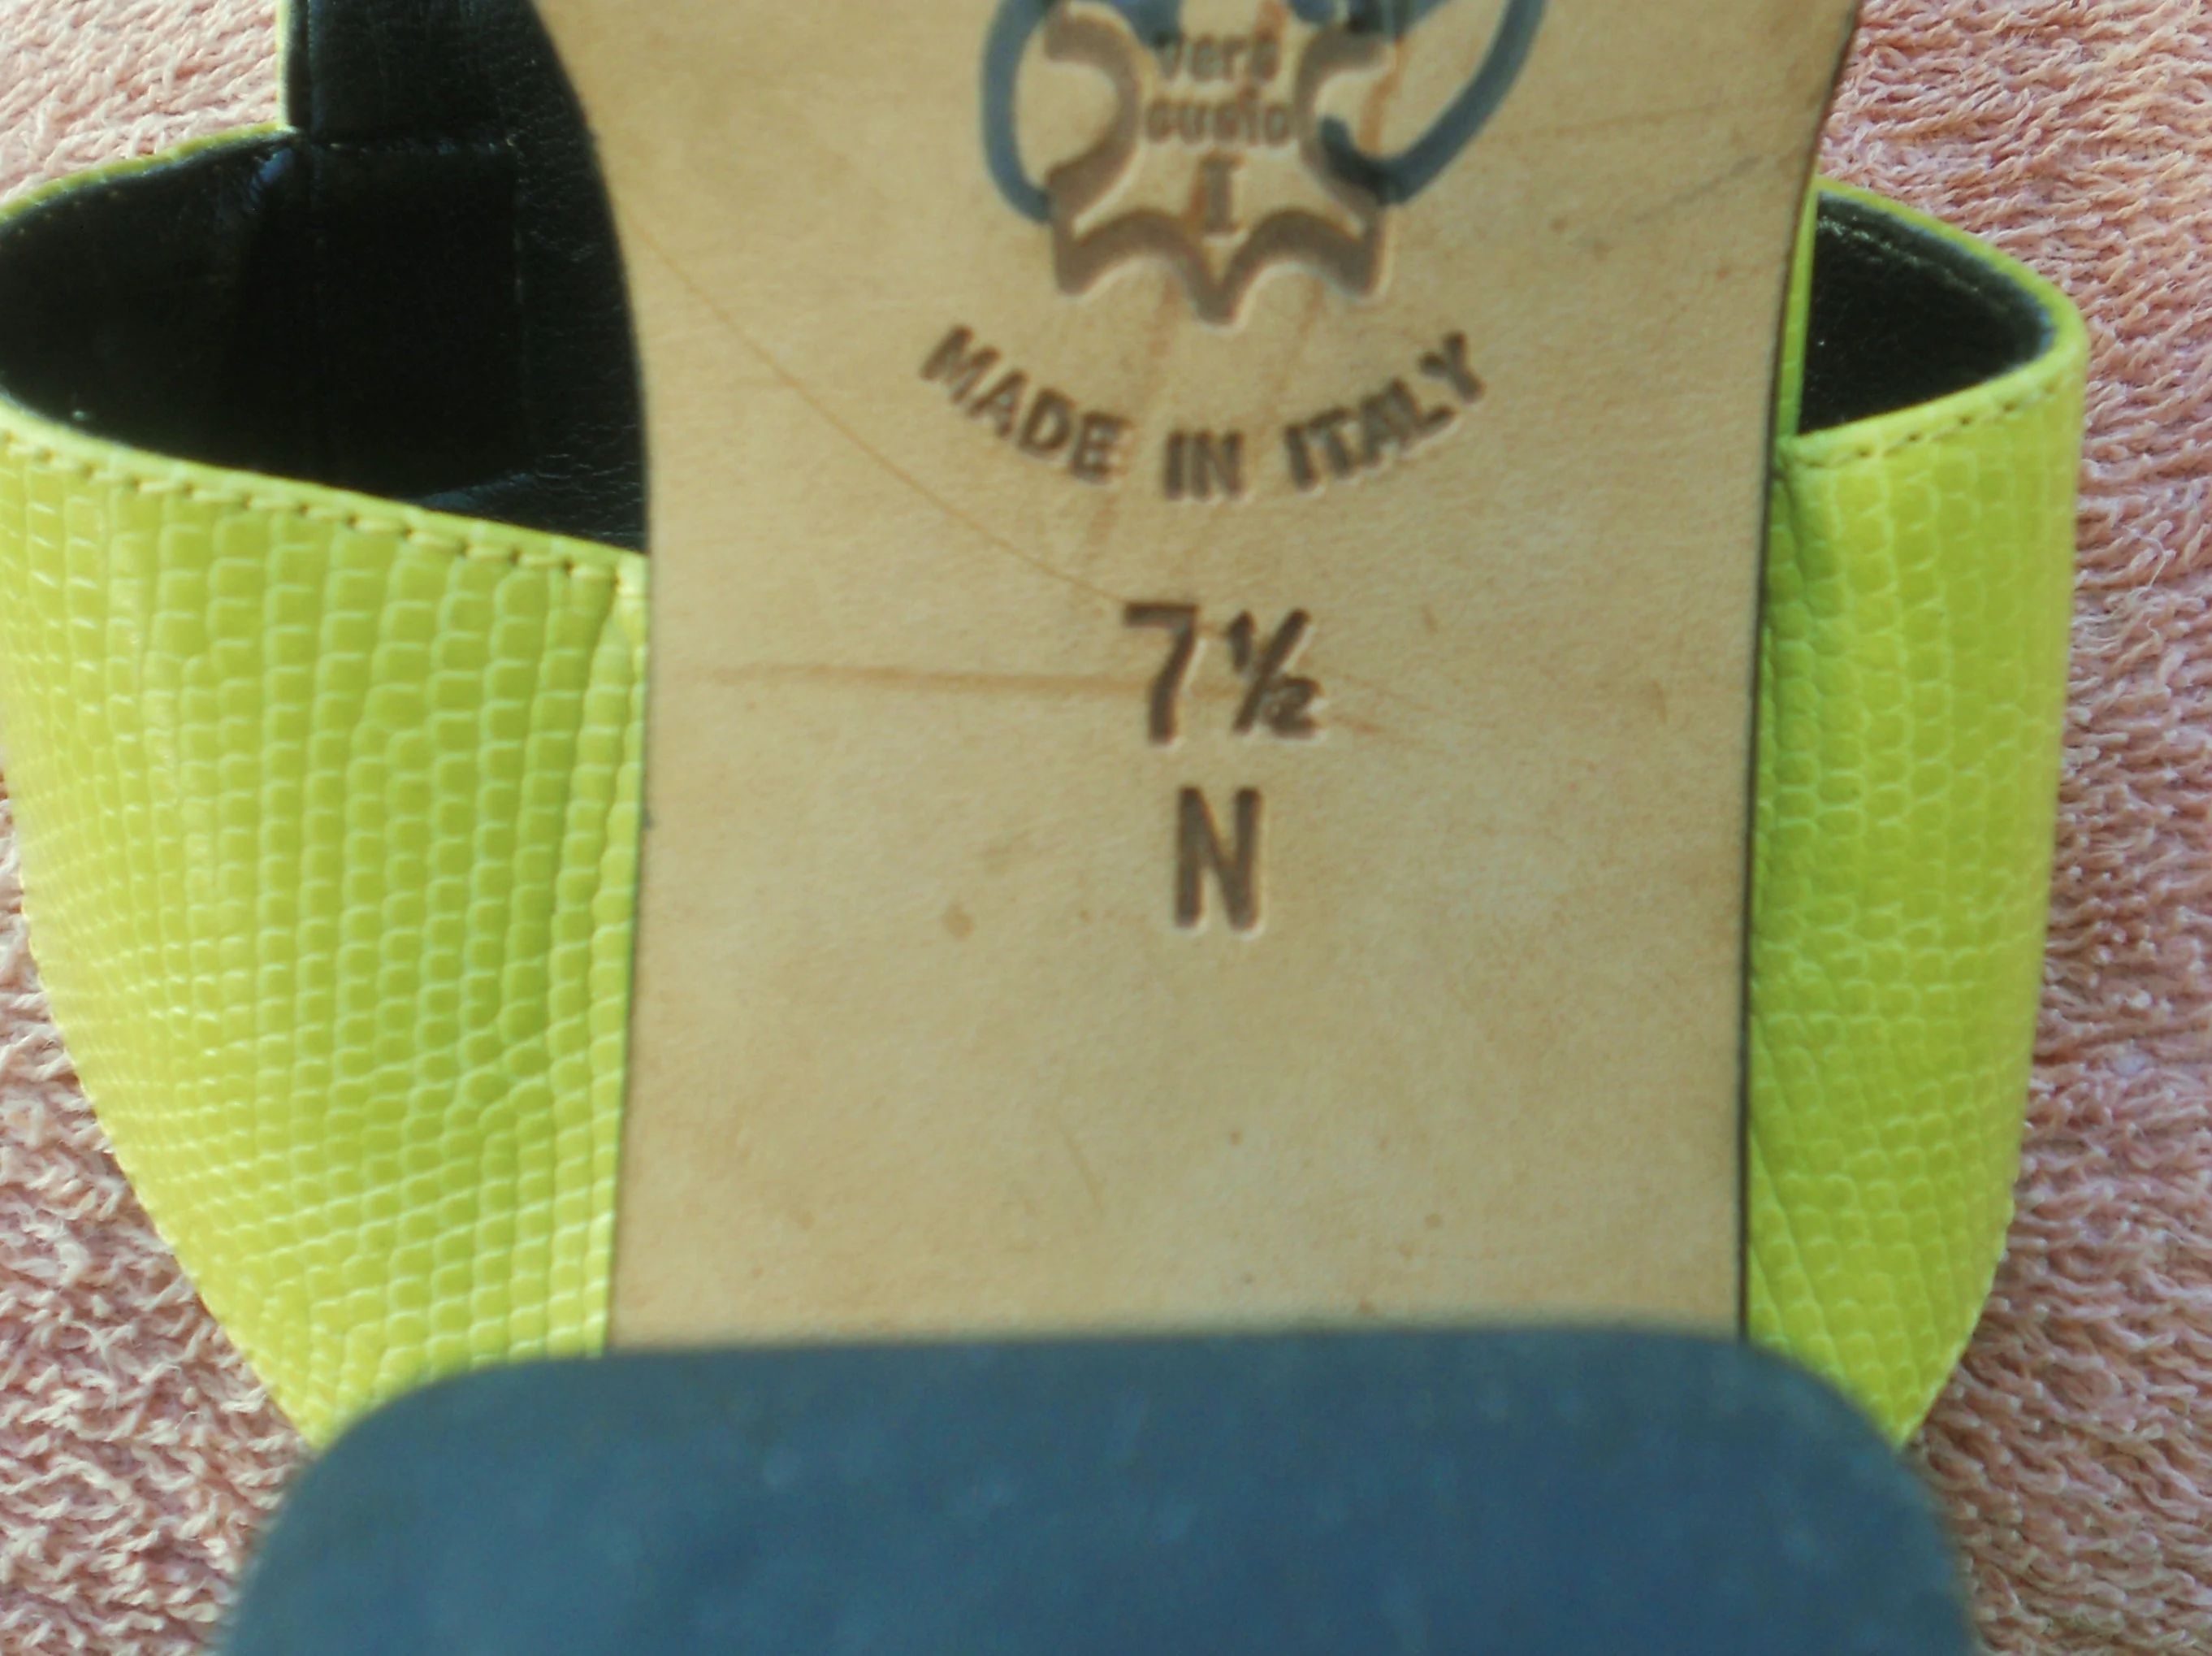 vero
cuoio
I
MADE IN ITALY
7½
N